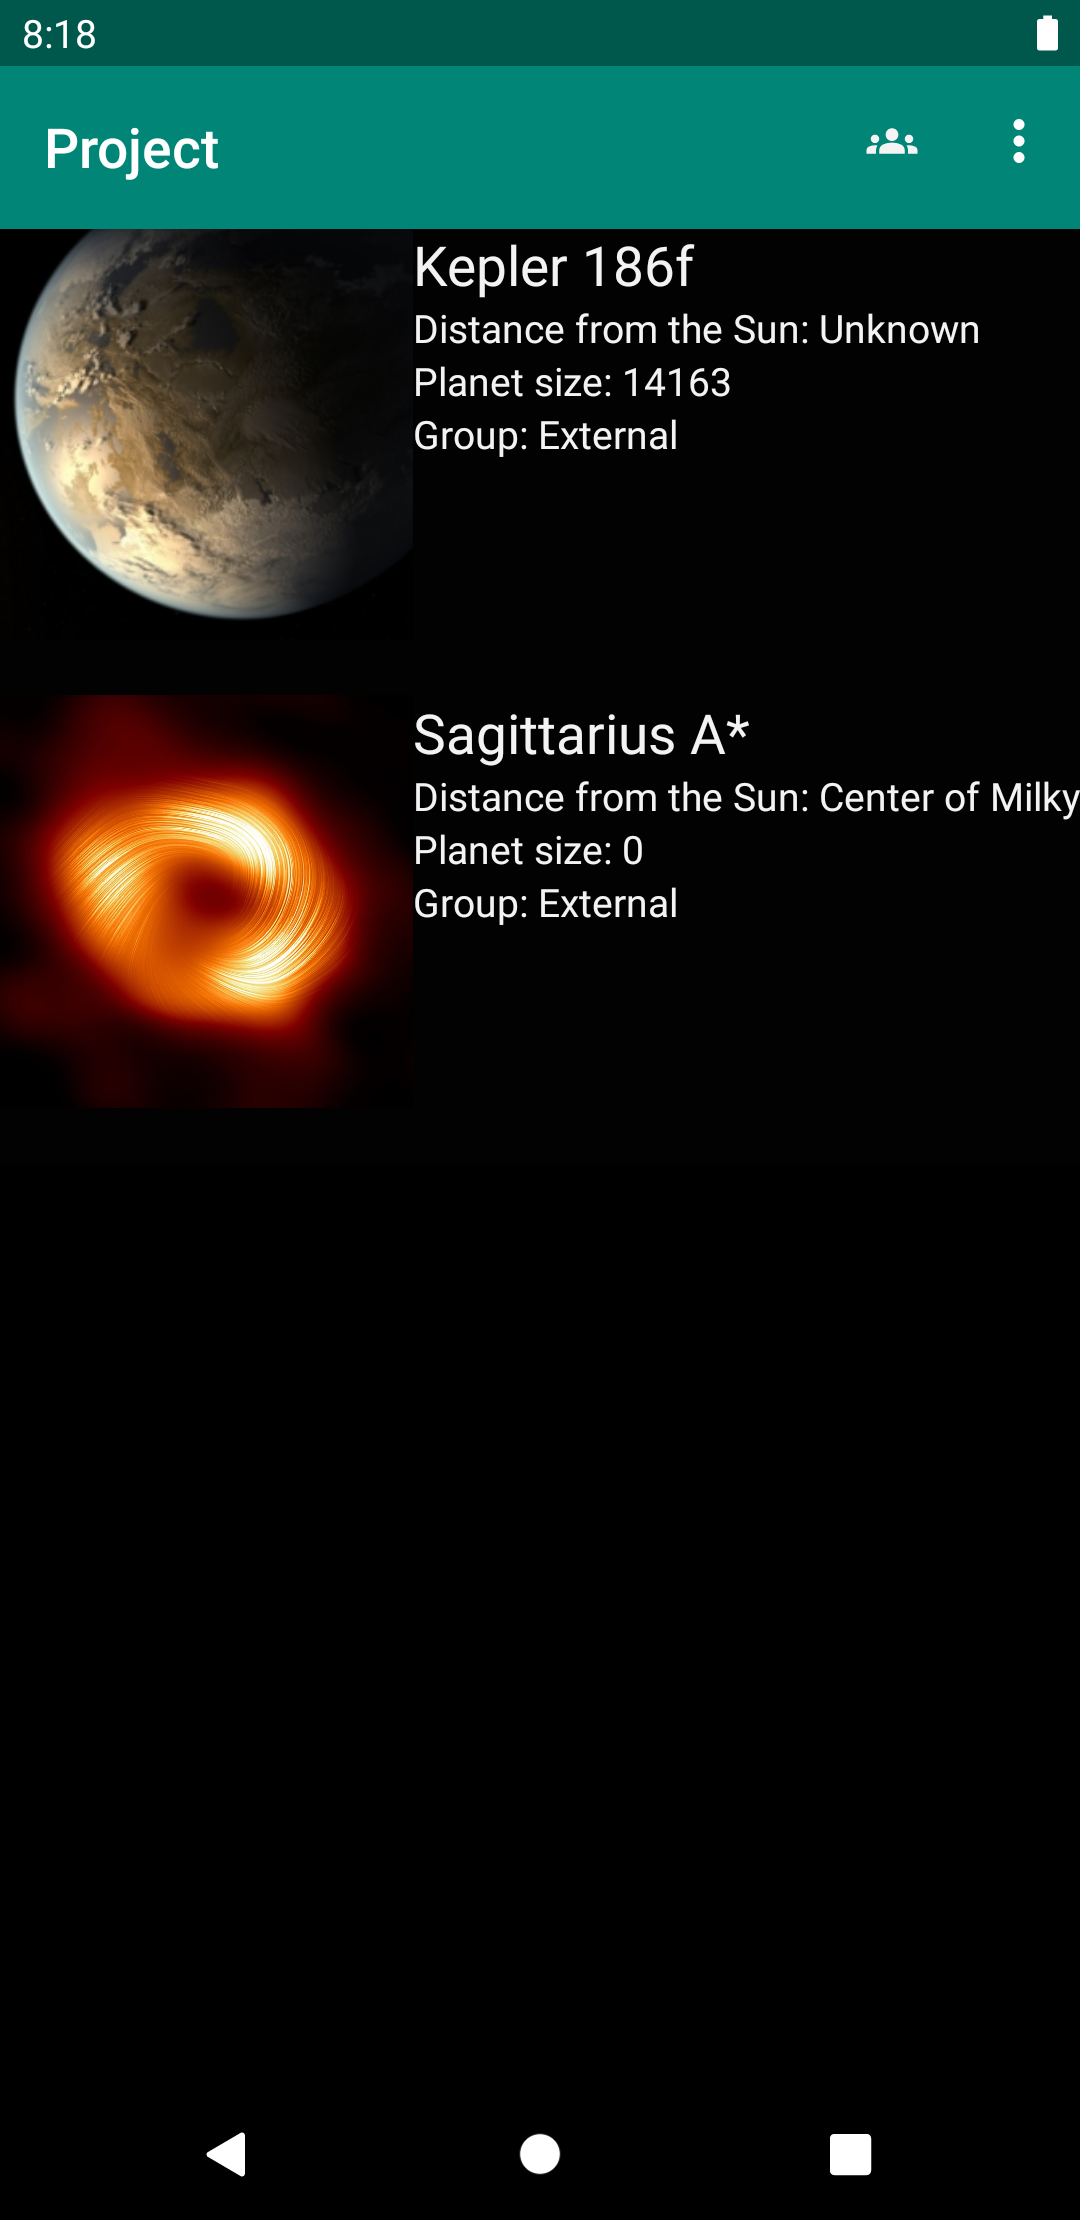 8:18
Project
Kepler 186f
Distance from the Sun: Unknown
Planet size: 14163
Group: External
Sagittarius A*
Distance from the Sun: Center of Milky
Planet size: 0
Group: External